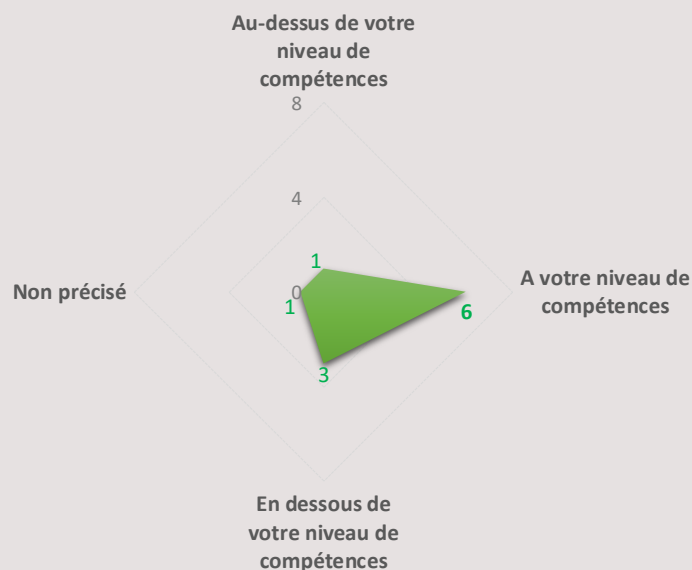 Au-dessus de votre
niveau de
compétences
8
4
1
Non précisé
0
A votre niveau de
compétences
1
6
3
En dessous de
votre niveau de
compétences